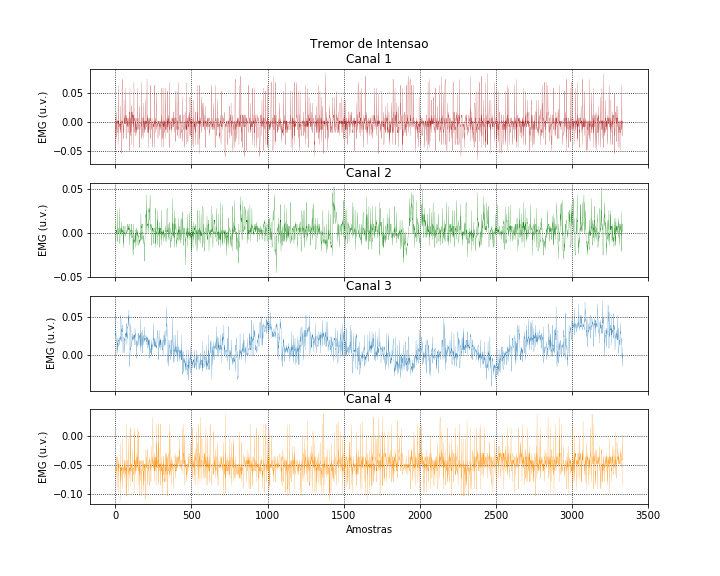 Tremor de Intensao
Canal 1
EMG (u.v.)
0.05
0.00
−0.05
Canal 2
EMG (u.v.)
0.05
0.00
−0.05
Canal 3
EMG (u.v.)
0.05
0.00
Canal 4
EMG (u.v.)
0.00
−0.05
−0.10
0 500 1000 1500 2000 2500 3000 3500
Amostras